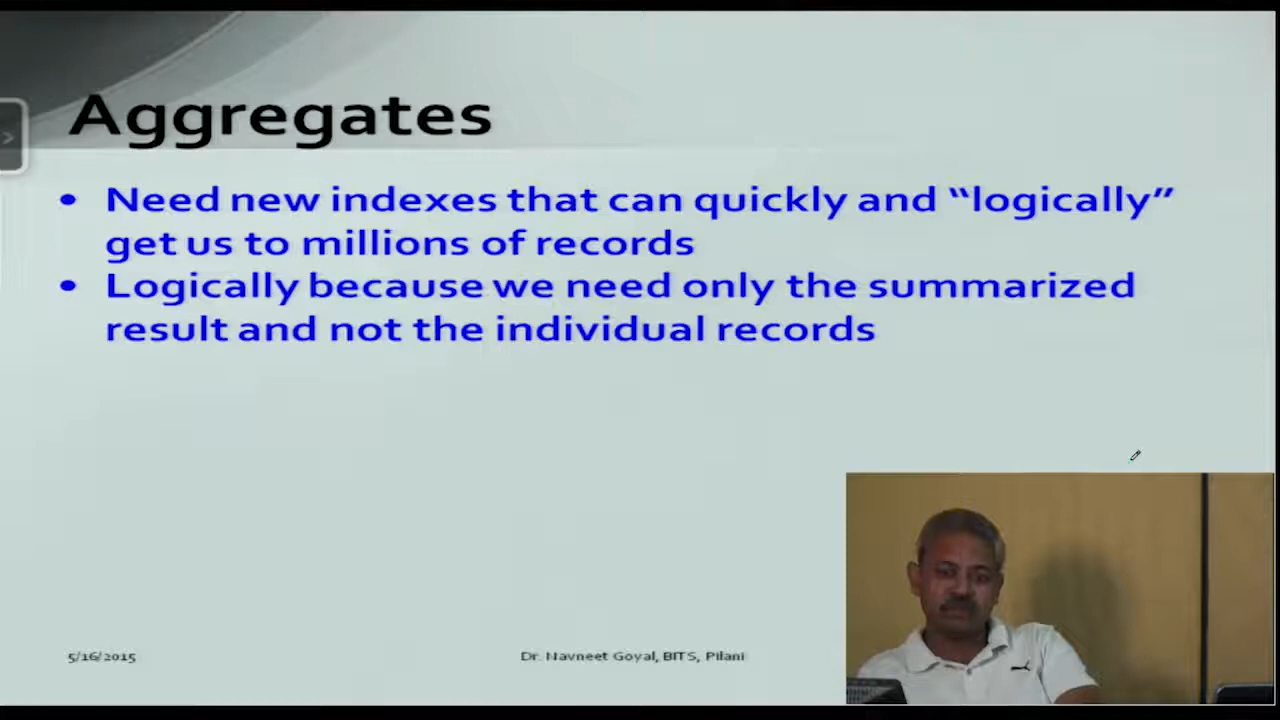 Aggregates
• Need new indexes that can quickly and “logically”
get us to millions of records
• Logically because we need only the summarized
result and not the individual records
5/16/2015
Dr. Navneet Goyal, BITS, Pilani